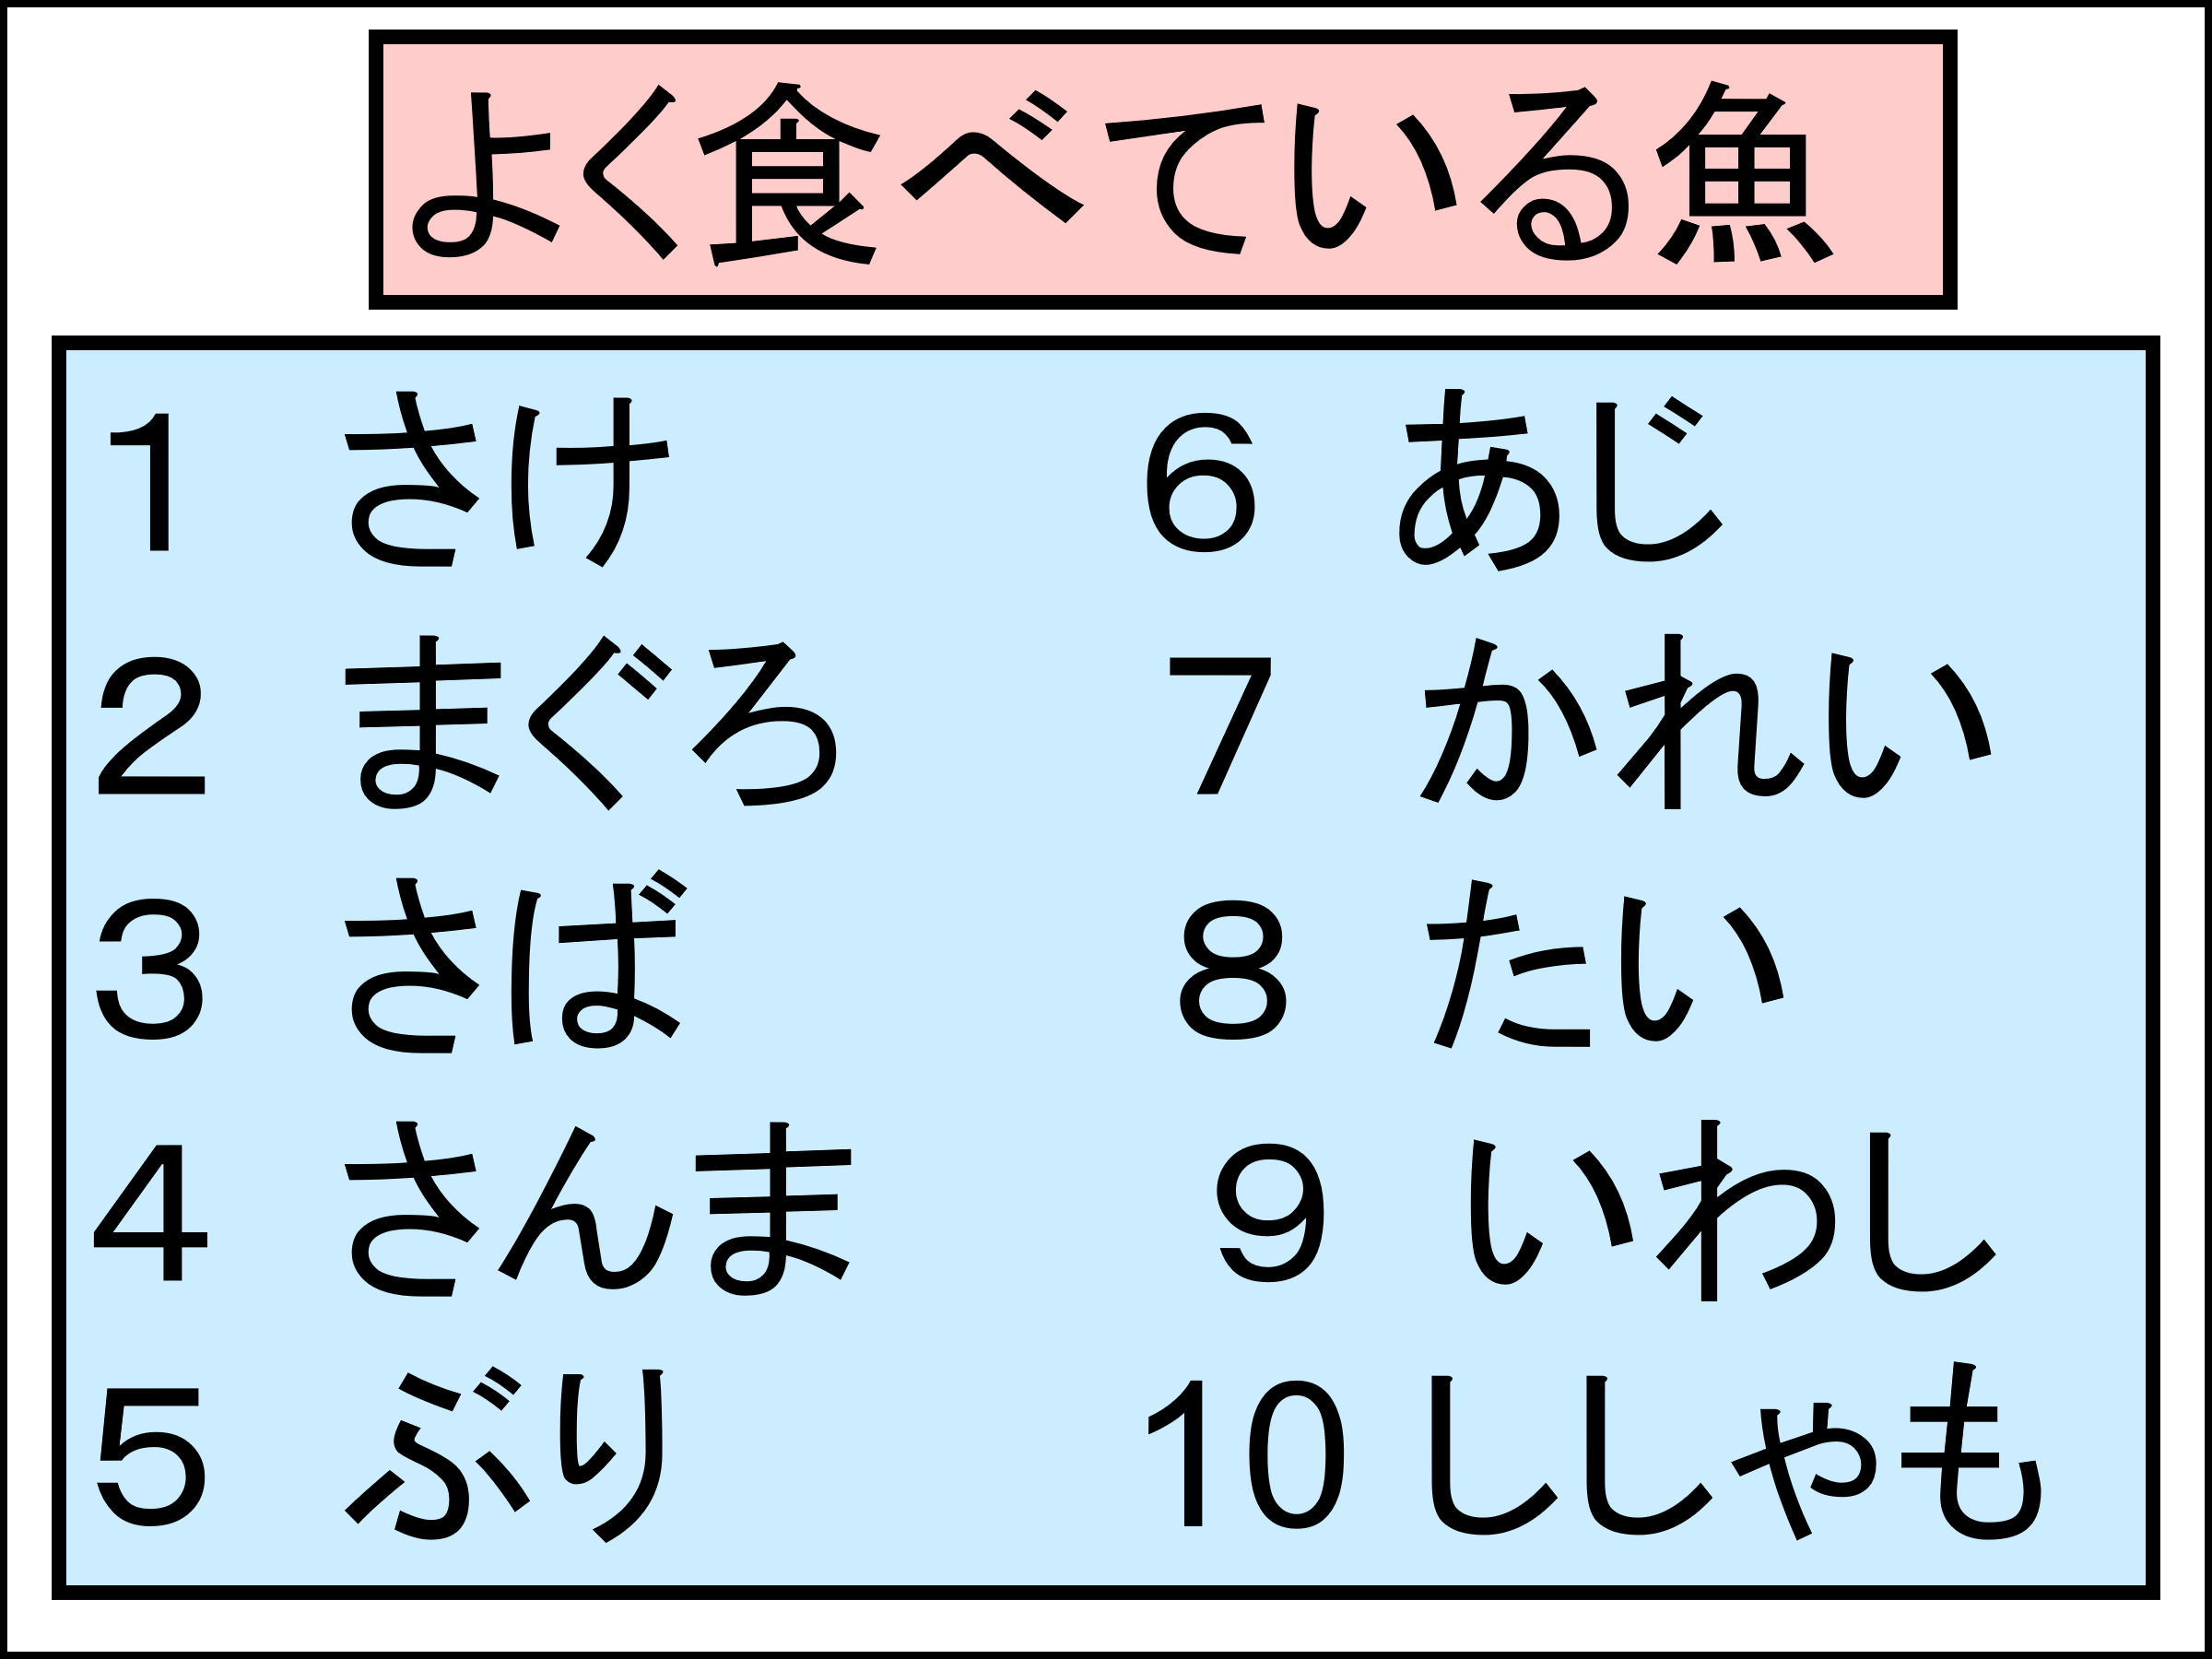 よく食べている魚
1 さけ
2 まぐろ
3 さば
4 さんま
5 ぶり
6 あじ
7 かれい
8 たい
9 いわし
10 ししゃも